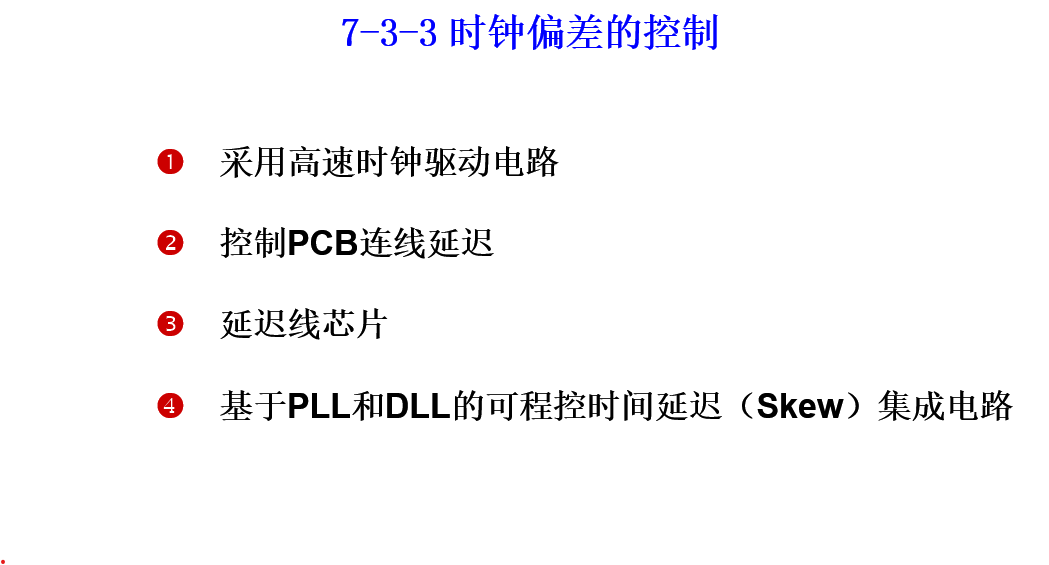 7-3-3 时钟偏差的控制
❶ 采用高速时钟驱动电路
❷ 控制PCB连线延迟
❸ 延迟线芯片
❹ 基于PLL和DLL的可程控时间延迟（Skew）集成电路